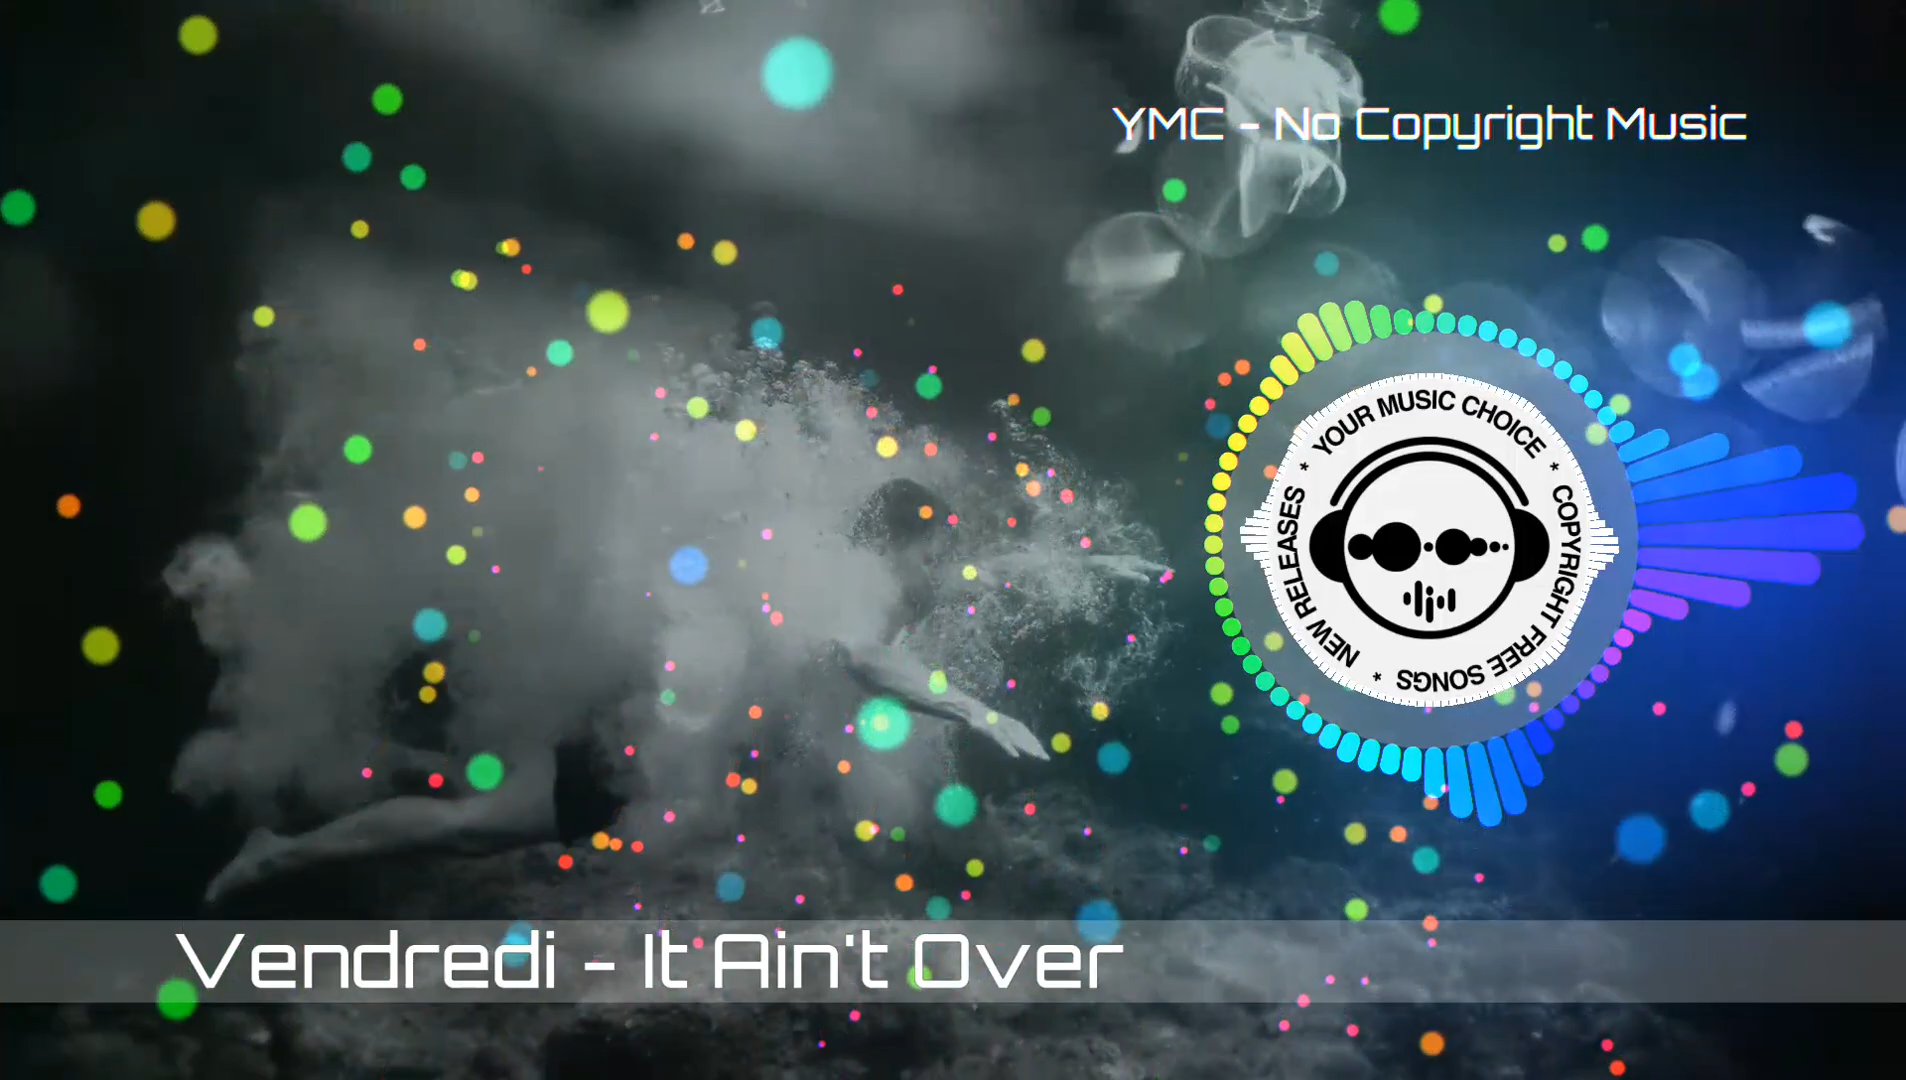 YMC - No Copyright Music
* YOUR MUSIC CHOICE * COPYRIGHT FREE SONGS * NEW RELEASES
Vendredi - It Ain't Over